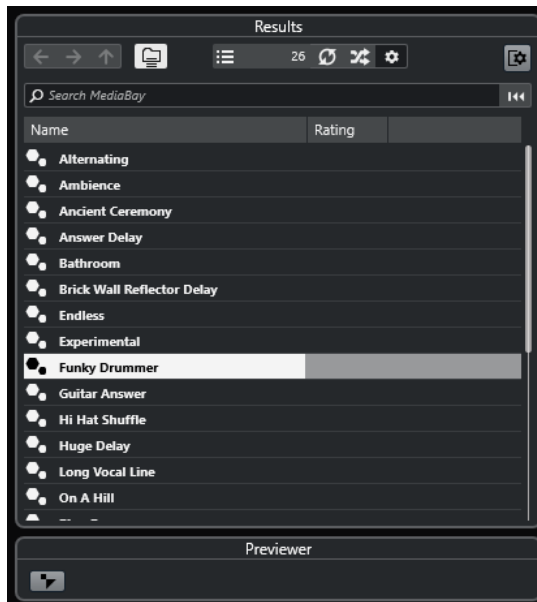 Results
26
Search MediaBay
Name Rating
Alternating
Ambience
Ancient Ceremony
Answer Delay
Bathroom
Brick Wall Reflector Delay
Endless
Experimental
Funky Drummer
Guitar Answer
Hi Hat Shuffle
Huge Delay
Long Vocal Line
On A Hill
Previewer